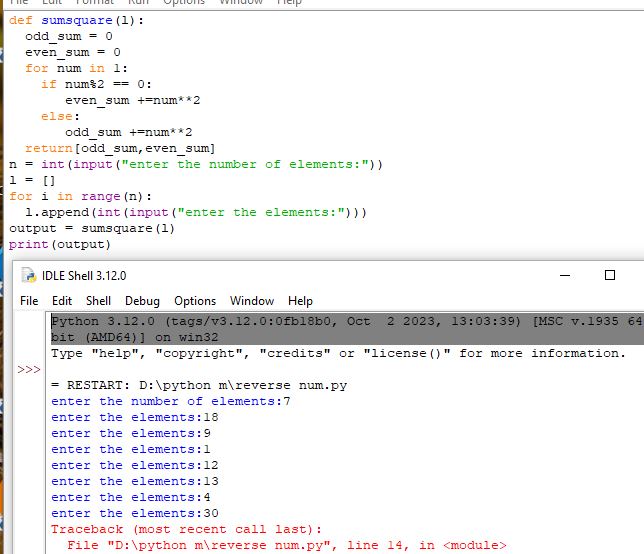 File Edit Format Run Options Window Help
def sumsquare(l):
  odd_sum = 0
  even_sum = 0
  for num in l:
    if num%2 == 0:
       even_sum +=num**2
    else:
       odd_sum +=num**2
  return[odd_sum,even_sum]
n = int(input("enter the number of elements:"))
l = []
for i in range(n):
  l.append(int(input("enter the elements:")))
output = sumsquare(l)
print(output)
IDLE Shell 3.12.0
File Edit Shell Debug Options Window Help
Python 3.12.0 (tags/v3.12.0:0fb18b0, Oct  2 2023, 13:03:39) [MSC v.1935 64
bit (AMD64)] on win32
Type "help", "copyright", "credits" or "license()" for more information.
>>>
= RESTART: D:\python m\reverse num.py
enter the number of elements:7
enter the elements:18
enter the elements:9
enter the elements:1
enter the elements:12
enter the elements:13
enter the elements:4
enter the elements:30
Traceback (most recent call last):
  File "D:\python m\reverse num.py", line 14, in <module>